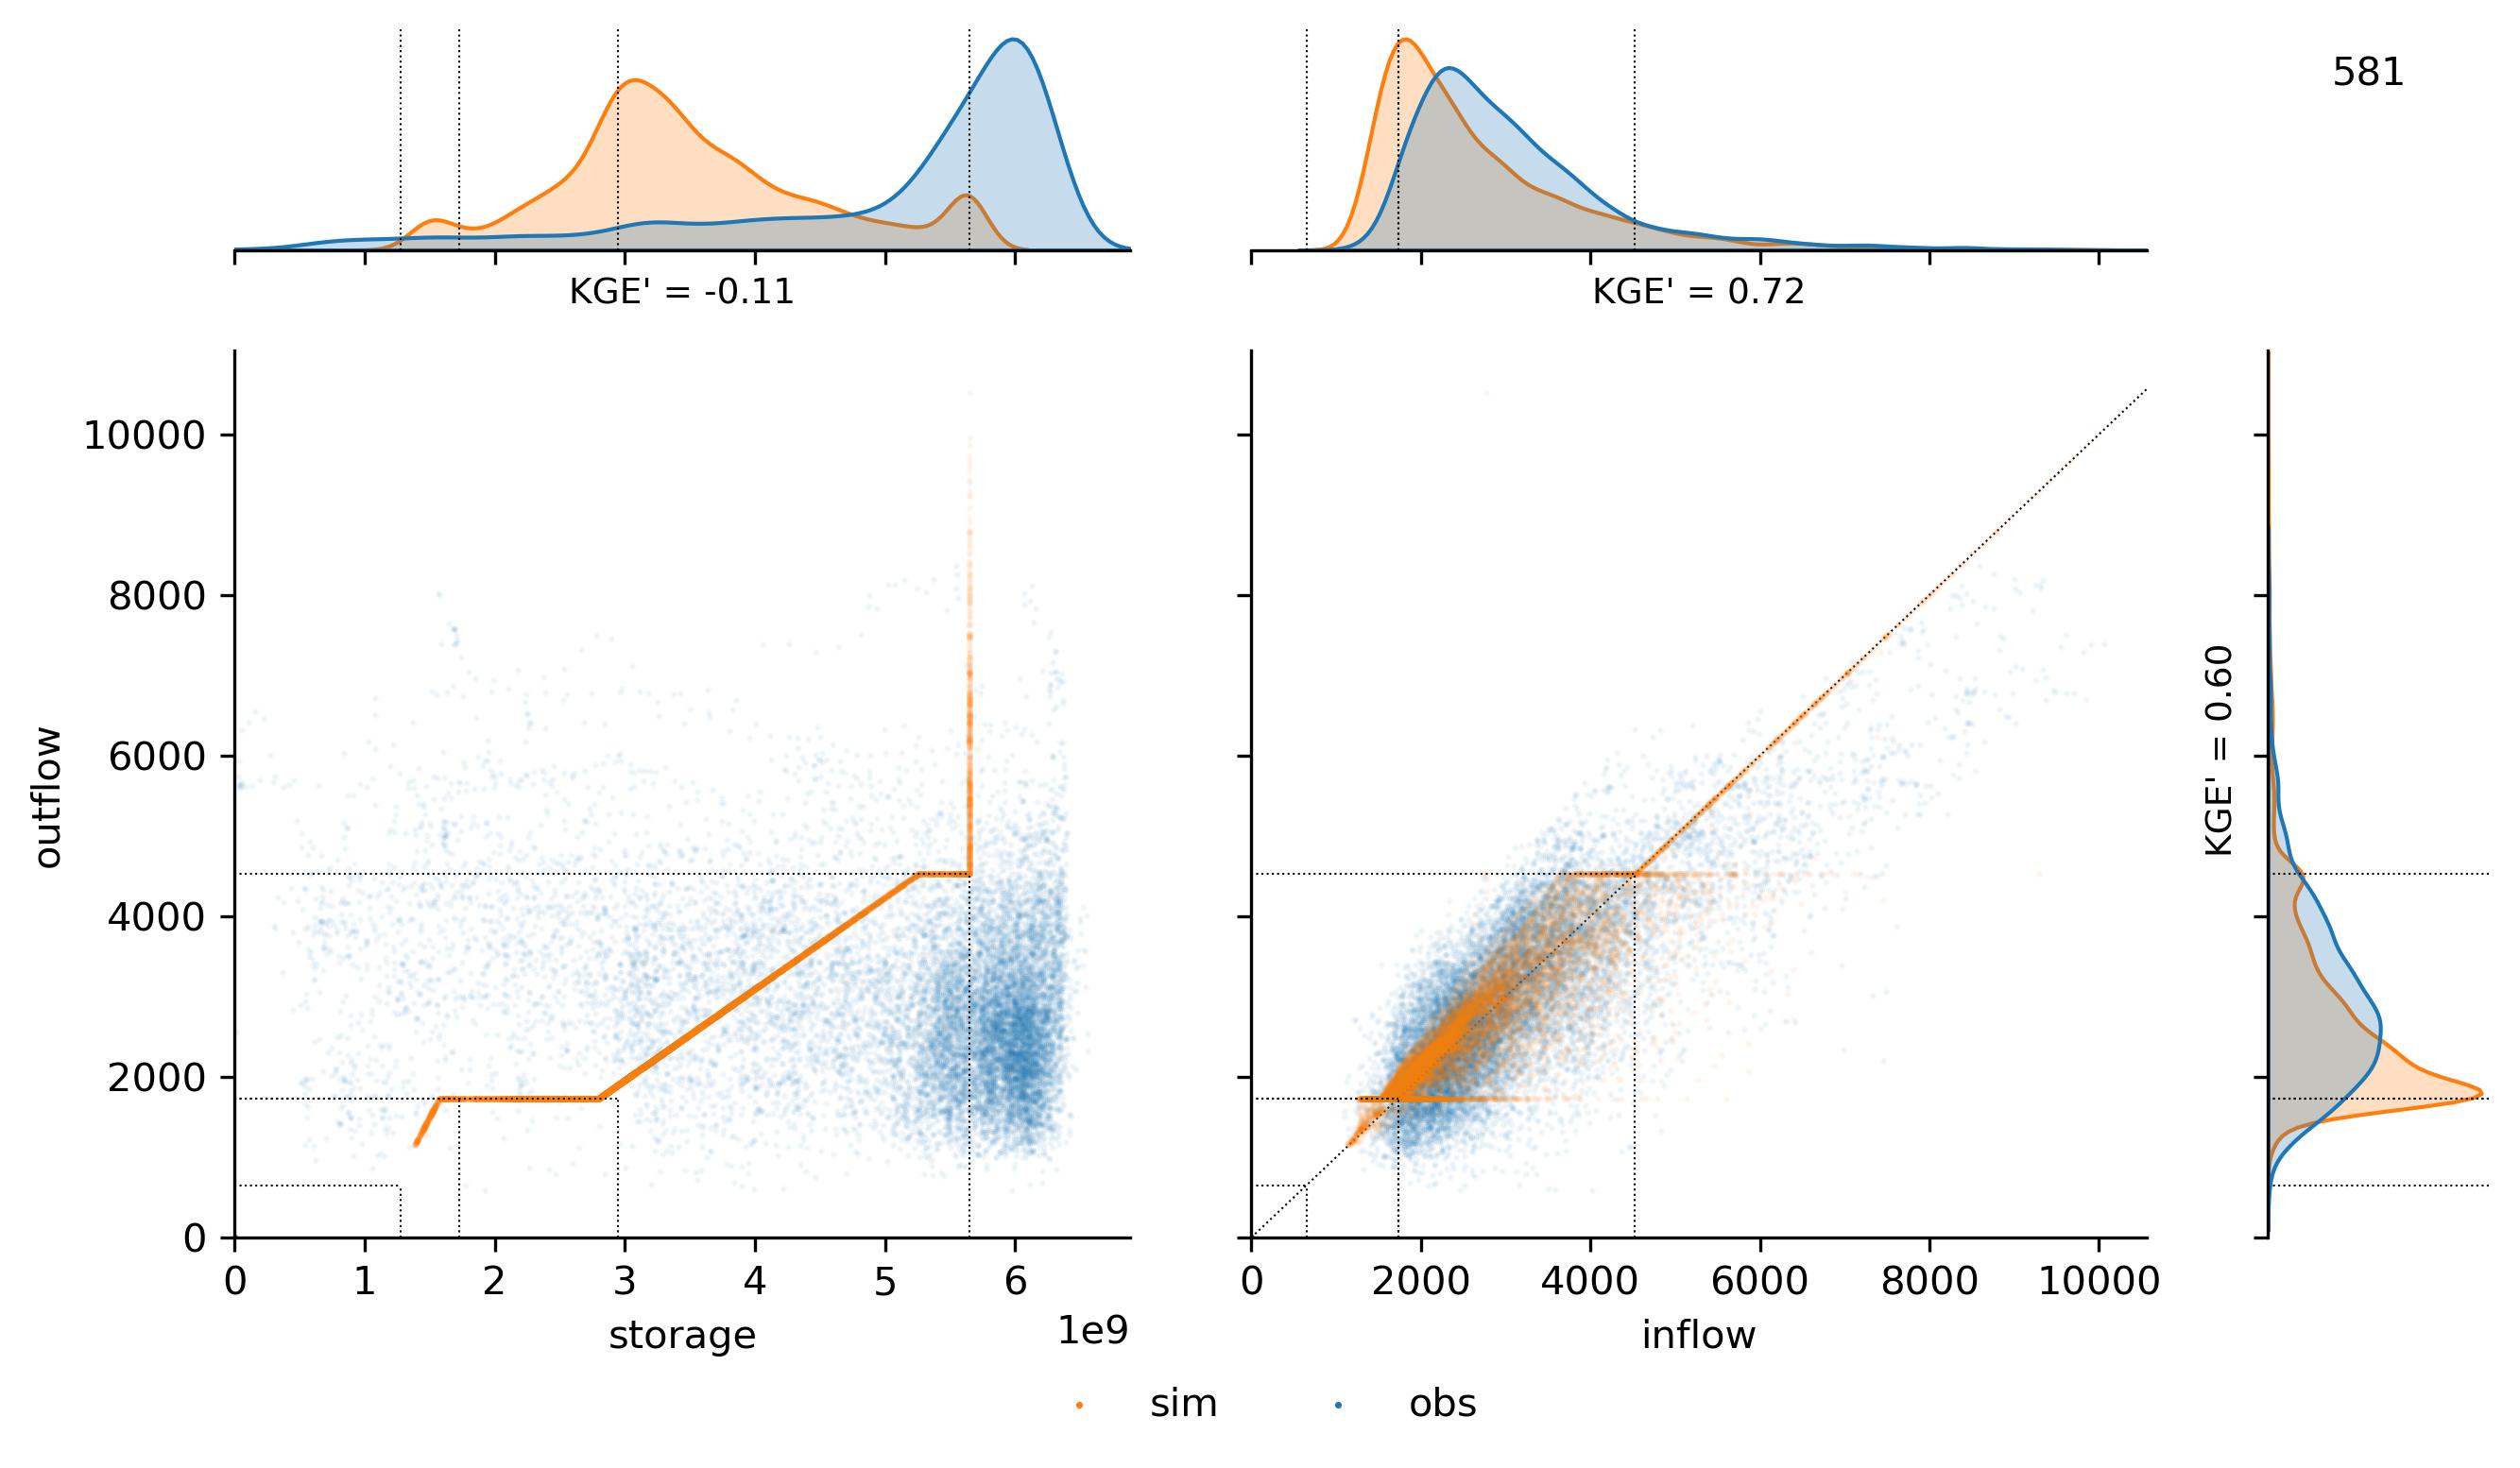 581
KGE' = -0.11
KGE' = 0.72
10000
8000
6000
4000
2000
0
outflow
KGE' = 0.60
0 1 2 3 4 5 6
0 2000 4000 6000 8000 10000
storage
1e9
inflow
sim obs